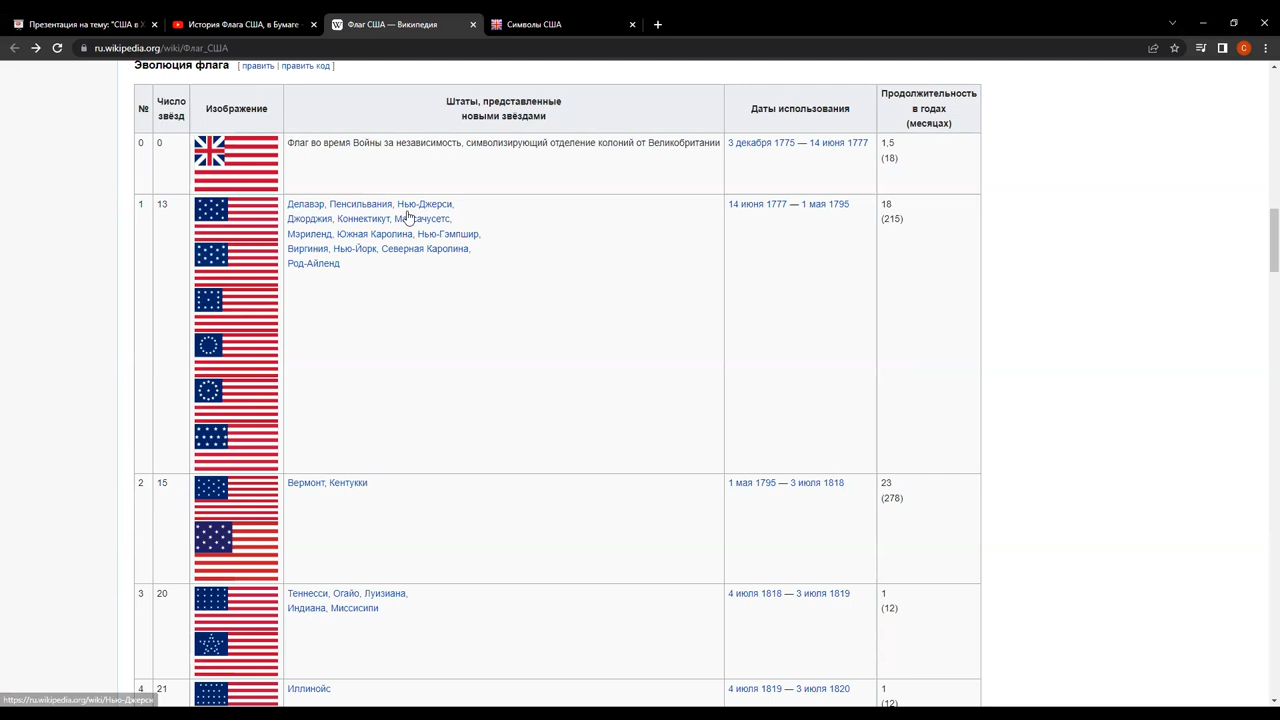 Презентация на тему: "США в X
История Флага США, в Бумаге
Флаг США — Википедия
Символы США
ru.wikipedia.org/wiki/Флаг_США
C
Эволюция флага [ править | править код ]
№
Число
звёзд
Изображение
Штаты, представленные
новыми звёздами
Даты использования
Продолжительность
в годах
(месяцах)
0
0
Флаг во время Войны за независимость, символизирующий отделение колоний от Великобритании
3 декабря 1775 — 14 июня 1777
1,5
(18)
1
13
Делавэр, Пенсильвания, Нью-Джерси,
Джорджия, Коннектикут, Массачусетс,
Мэриленд, Южная Каролина, Нью-Гэмпшир,
Виргиния, Нью-Йорк, Северная Каролина,
Род-Айленд
14 июня 1777 — 1 мая 1795
18
(215)
2
15
Вермонт, Кентукки
1 мая 1795 — 3 июля 1818
23
(278)
3
20
Теннесси, Огайо, Луизиана,
Индиана, Миссисипи
4 июля 1818 — 3 июля 1819
1
(12)
4
21
Иллинойс
4 июля 1819 — 3 июля 1820
1
(12)
https://ru.wikipedia.org/wiki/Нью-Джерси